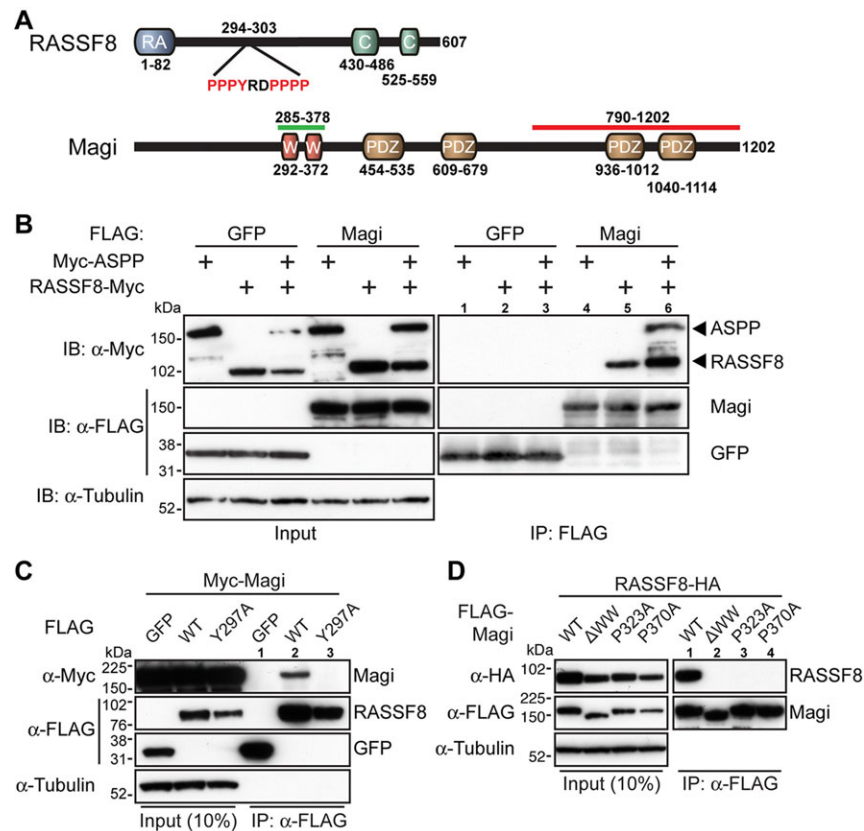 A
RASSF8
RA
294-303
C
C
607
1-82
430-486
525-559
PPPYRDPPPP
285-378
790-1202
Magi
W
W
PDZ
PDZ
PDZ
PDZ
1202
292-372
454-535
609-679
936-1012
1040-1114
B
FLAG:
GFP
Magi
GFP
Magi
Myc-ASPP
+ + + + + + + +
RASSF8-Myc
+ + + + + + + +
kDa
1 2 3 4 5 6
IB: α-Myc
150-
102-
ASPP
RASSF8
IB: α-FLAG
150-
Magi
38-
31-
GFP
IB: α-Tubulin
52-
Input
IP: FLAG
C
Myc-Magi
FLAG
GFP WT Y297A GFP WT Y297A
kDa
1 2 3
α-Myc
225-
150-
Magi
α-FLAG
102-
76-
RASSF8
38-
31-
GFP
α-Tubulin
52-
Input (10%)
IP: α-FLAG
D
RASSF8-HA
FLAG-
Magi
WT ΔWW P323A P370A WT ΔWW P323A P370A
kDa
1 2 3 4
α-HA
102-
RASSF8
α-FLAG
225-
150-
Magi
α-Tubulin
52-
Input (10%)
IP: α-FLAG